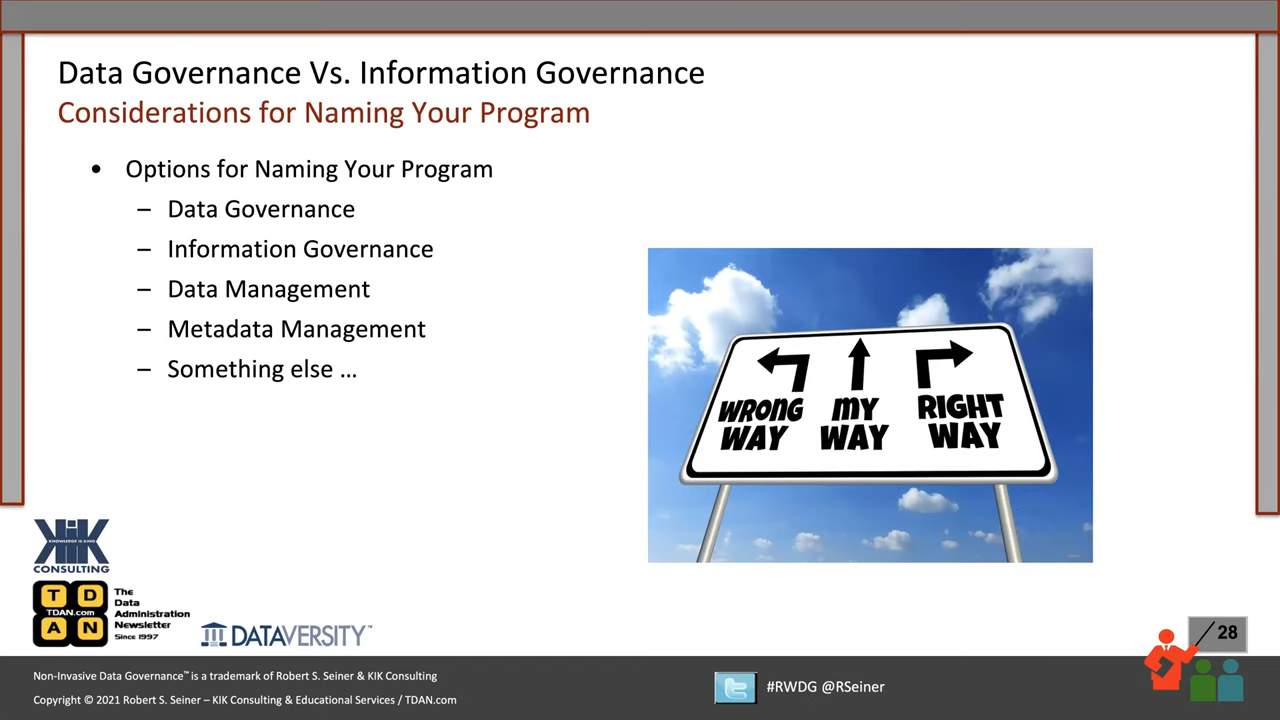 Data Governance Vs. Information Governance
Considerations for Naming Your Program
• Options for Naming Your Program
– Data Governance
– Information Governance
– Data Management
– Metadata Management
– Something else …
WRONG WAY
MY WAY
RIGHT WAY
KIK
KNOWLEDGE IS KING
CONSULTING
T D
TDAN.com
A N
The
Data
Administration
Newsletter
Since 1997
DATAVERSITY™
28
Non-Invasive Data Governance™ is a trademark of Robert S. Seiner & KIK Consulting
Copyright © 2021 Robert S. Seiner – KIK Consulting & Educational Services / TDAN.com
#RWDG @RSeiner